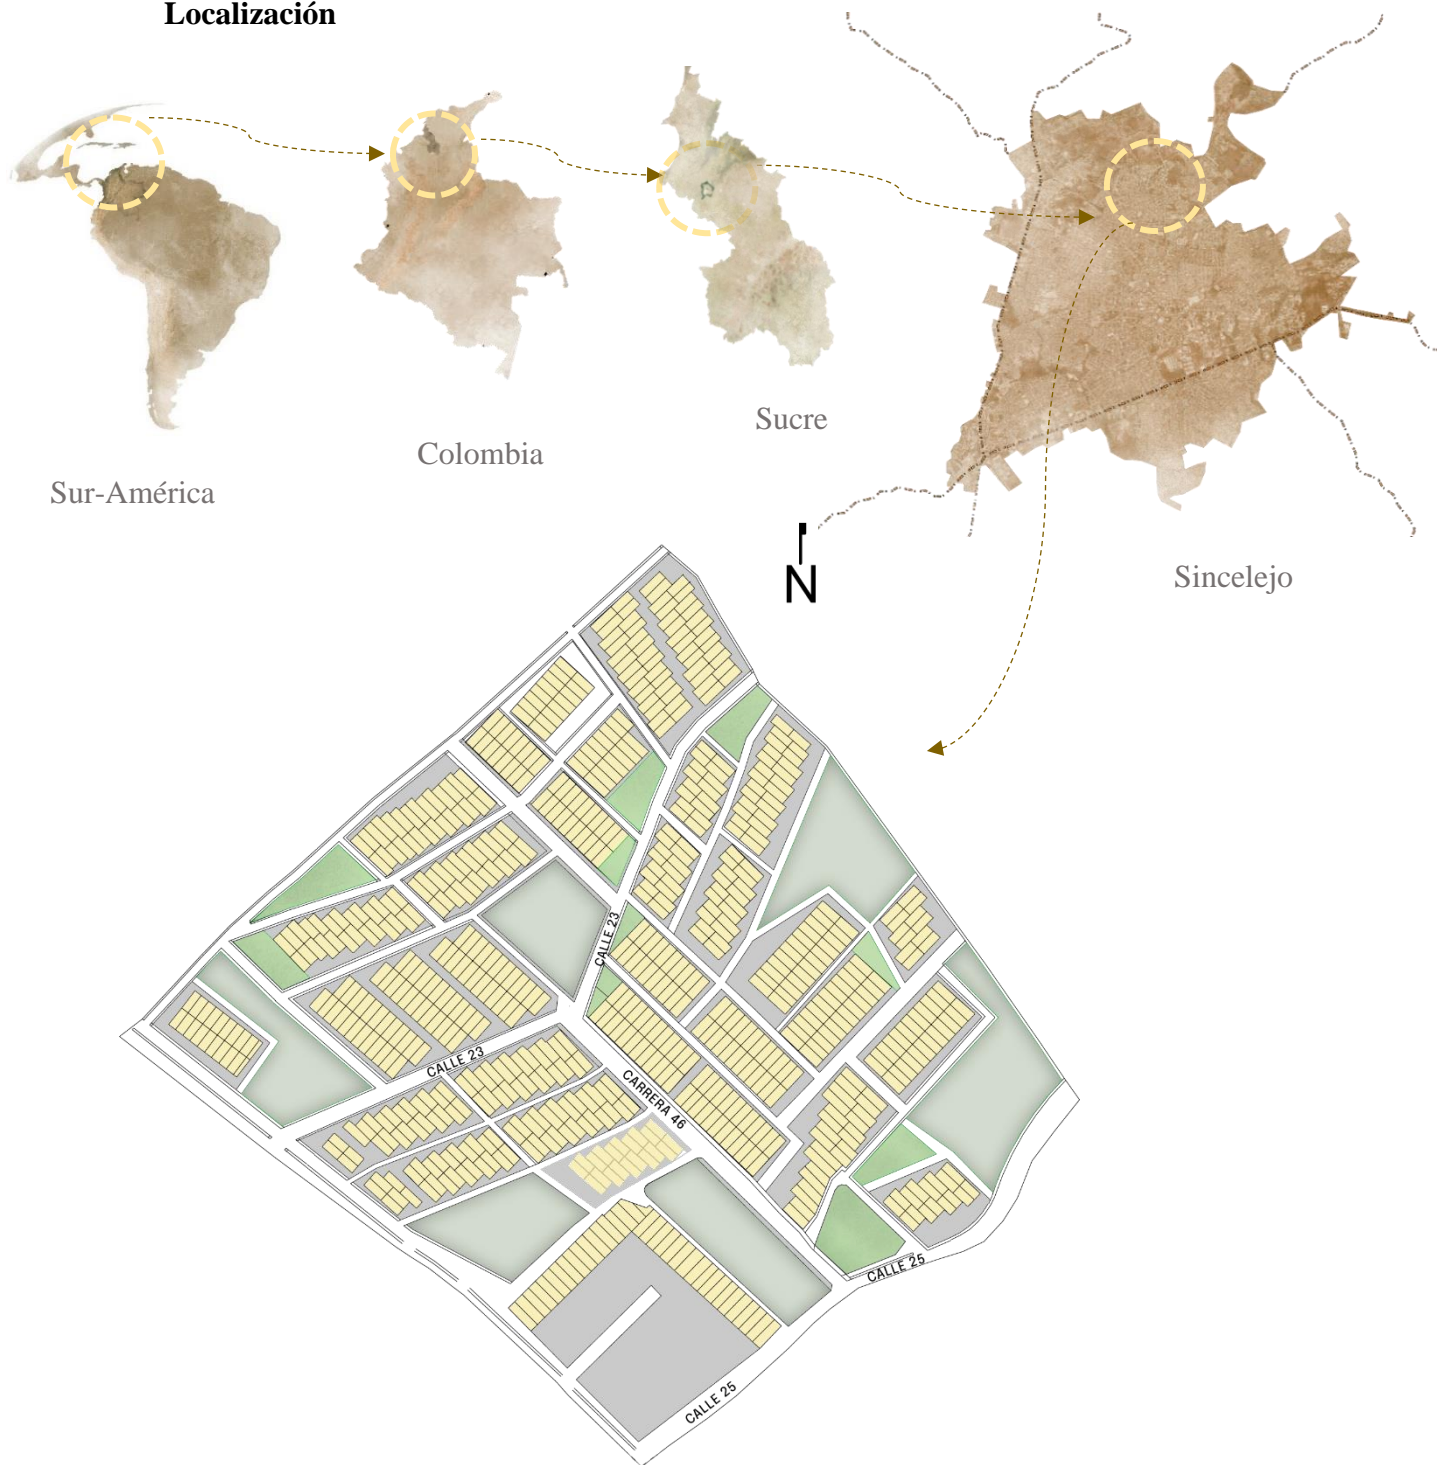 Localización
Sucre
Colombia
Sur-América
N
Sincelejo
CALLE 23
CALLE 23
CARRERA 46
CALLE 25
CALLE 25